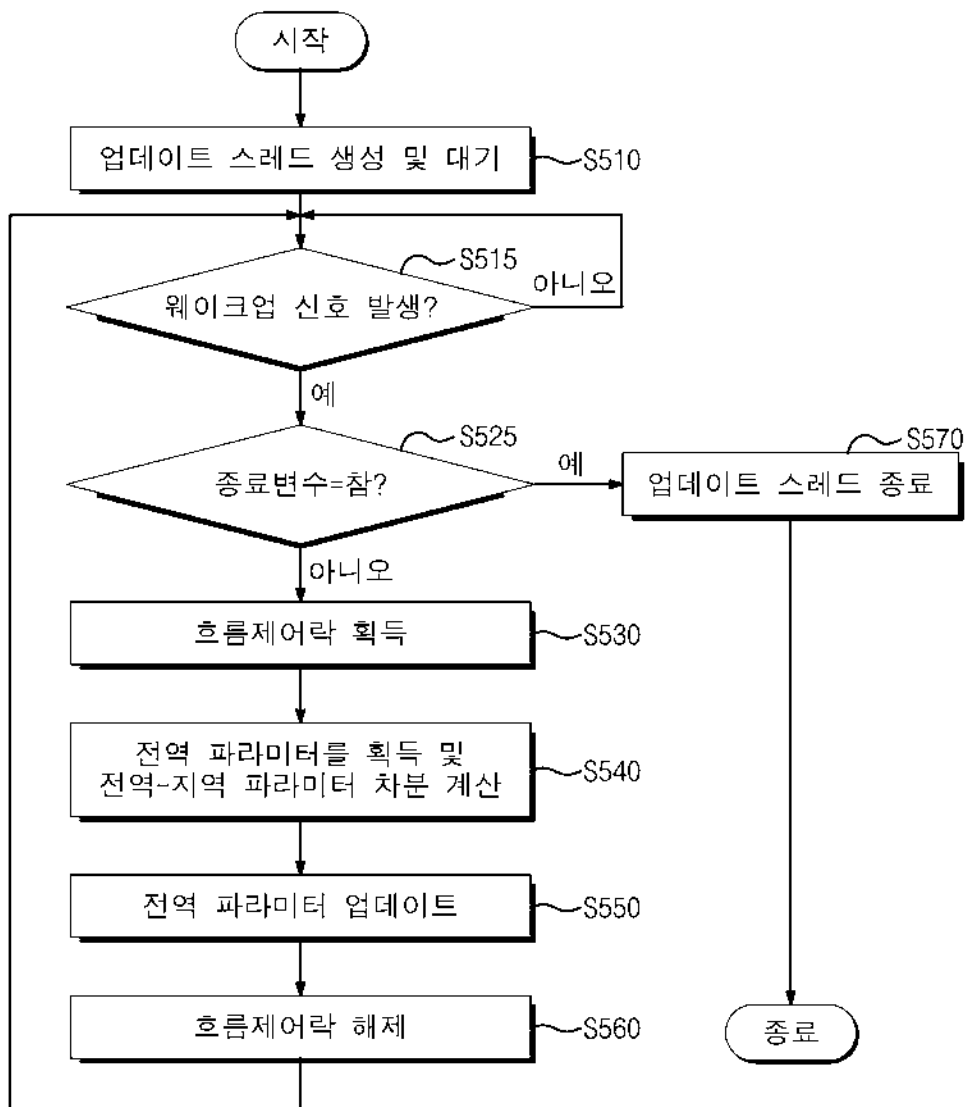 시작
업데이트 스레드 생성 및 대기
S510
S515
웨이크업 신호 발생?
아니오
예
S525
종료변수=참?
예
S570
업데이트 스레드 종료
아니오
흐름제어락 획득
S530
전역 파라미터를 획득 및
전역-지역 파라미터 차분 계산
S540
전역 파라미터 업데이트
S550
흐름제어락 해제
S560
종료